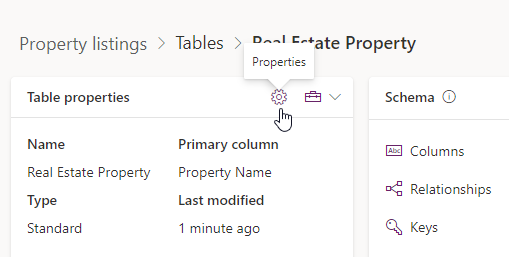 Property listings > Tables > Real Estate Property
Properties
Table properties
Name
Primary column
Real Estate Property
Property Name
Type
Last modified
Standard
1 minute ago
Schema
Abc Columns
Relationships
Keys